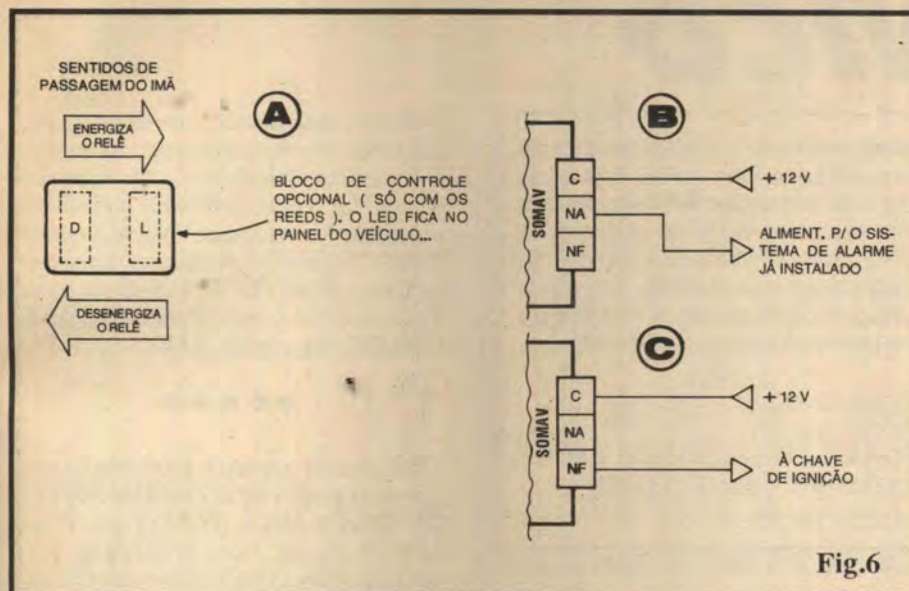 SENTIDOS DE
PASSAGEM DO IMÃ
A
ENERGIZA
O RELÊ
D
L
BLOCO DE CONTROLE
OPCIONAL ( SÓ COM OS
REEDS ). O LED FICA NO
PAINEL DO VEÍCULO...
DESENERGIZA
O RELÊ
B
SOMAV
C
NA
NF
+ 12 V
ALIMENT. P/ O SIS-
TEMA DE ALARME
JÁ INSTALADO
C
SOMAV
C
NA
NF
+ 12 V
À CHAVE
DE IGNIÇÃO
Fig.6